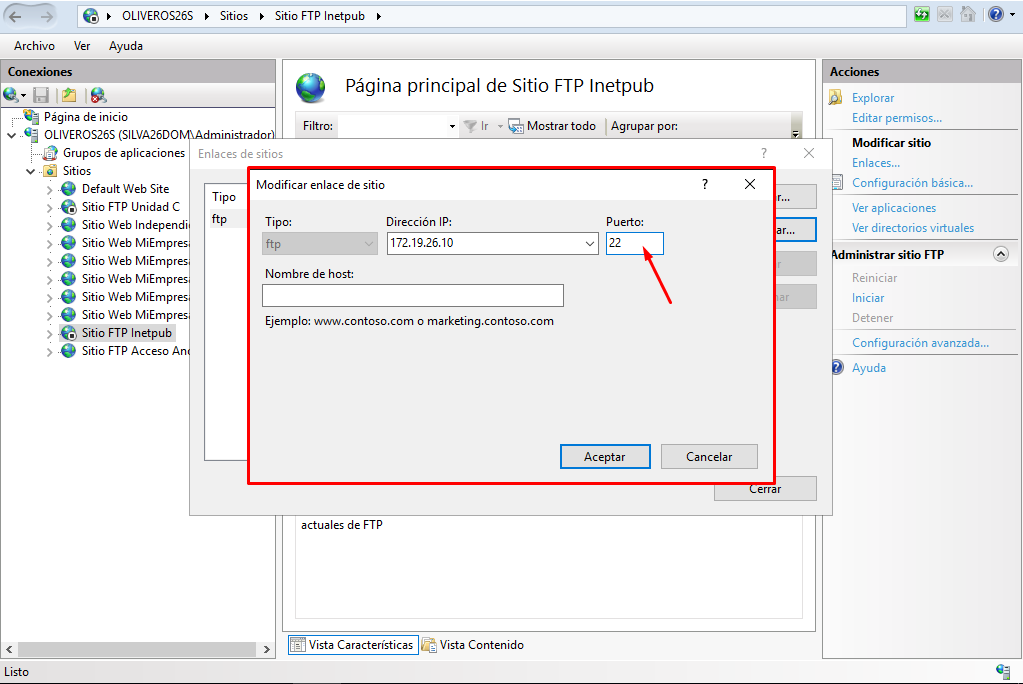 OLIVEROS26S Sitios Sitio FTP Inetpub
Archivo Ver Ayuda
Conexiones
Página de inicio
OLIVEROS26S (SILVA26DOM\Administrador)
Grupos de aplicaciones
Sitios
Default Web Site
Sitio FTP Unidad C
Sitio Web Independi
Sitio Web MiEmpresa
Sitio Web MiEmpresa
Sitio Web MiEmpresa
Sitio Web MiEmpresa
Sitio Web MiEmpresa
Sitio FTP Inetpub
Sitio FTP Acceso Anó
Página principal de Sitio FTP Inetpub
Filtro: Ir Mostrar todo Agrupar por:
Enlaces de sitios ?
Tipo
ftp
Modificar enlace de sitio ?
Tipo: Dirección IP: Puerto:
ftp 172.19.26.10 22
Nombre de host:
Ejemplo: www.contoso.com o marketing.contoso.com
Aceptar Cancelar
Cerrar
actuales de FTP
Vista Características Vista Contenido
Acciones
Explorar
Editar permisos...
Modificar sitio
Enlaces...
Configuración básica...
Ver aplicaciones
Ver directorios virtuales
Administrar sitio FTP
Reiniciar
Iniciar
Detener
Configuración avanzada...
Ayuda
Listo